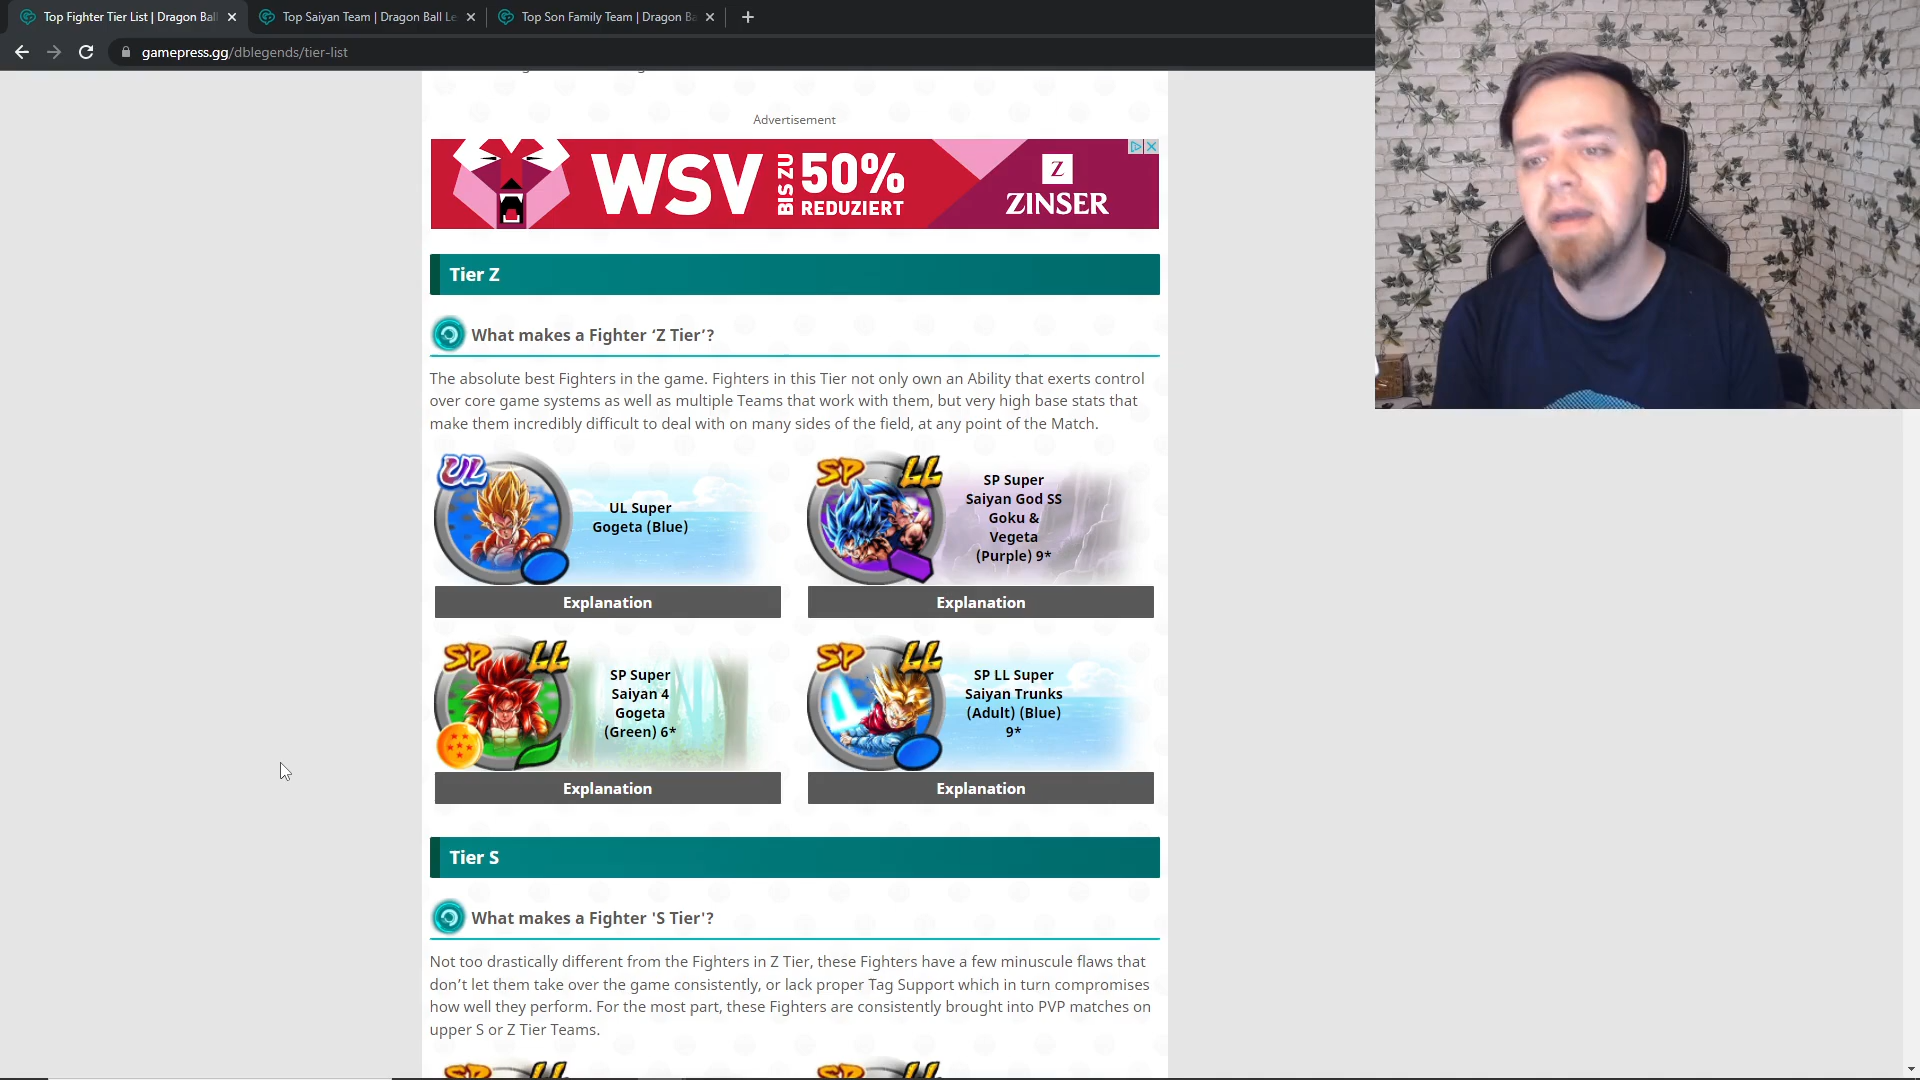 Top Fighter Tier List | Dragon Ball
Top Saiyan Team | Dragon Ball Le
Top Son Family Team | Dragon Ba
gamepress.gg/dblegends/tier-list
Advertisement
WSV BIS ZU 50% REDUZIERT
Z
ZINSER
Tier Z
What makes a Fighter ‘Z Tier’?
The absolute best Fighters in the game. Fighters in this Tier not only own an Ability that exerts control
over core game systems as well as multiple Teams that work with them, but very high base stats that
make them incredibly difficult to deal with on many sides of the field, at any point of the Match.
UL
UL Super
Gogeta (Blue)
Explanation
SP LL
SP Super
Saiyan God SS
Goku &
Vegeta
(Purple) 9*
Explanation
SP LL
SP Super
Saiyan 4
Gogeta
(Green) 6*
Explanation
SP LL
SP LL Super
Saiyan Trunks
(Adult) (Blue)
9*
Explanation
Tier S
What makes a Fighter 'S Tier'?
Not too drastically different from the Fighters in Z Tier, these Fighters have a few minuscule flaws that
don’t let them take over the game consistently, or lack proper Tag Support which in turn compromises
how well they perform. For the most part, these Fighters are consistently brought into PVP matches on
upper S or Z Tier Teams.
SP LL
SP LL